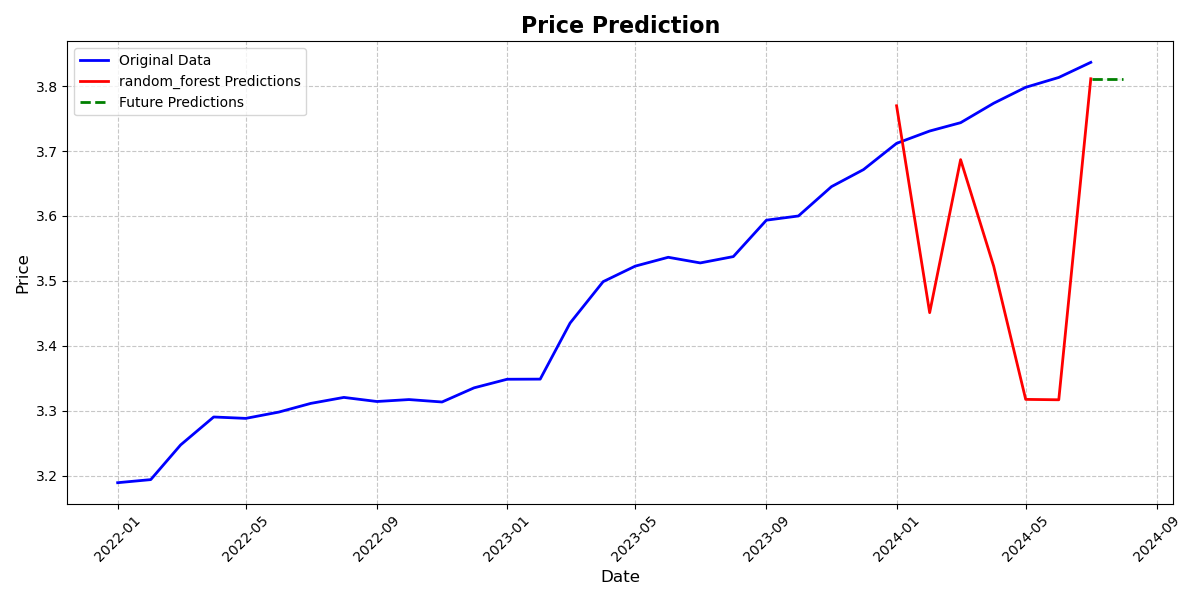 Price Prediction
Original Data
random_forest Predictions
Future Predictions
Price
3.8
3.7
3.6
3.5
3.4
3.3
3.2
2022-01
2022-05
2022-09
2023-01
2023-05
2023-09
2024-01
2024-05
2024-09
Date